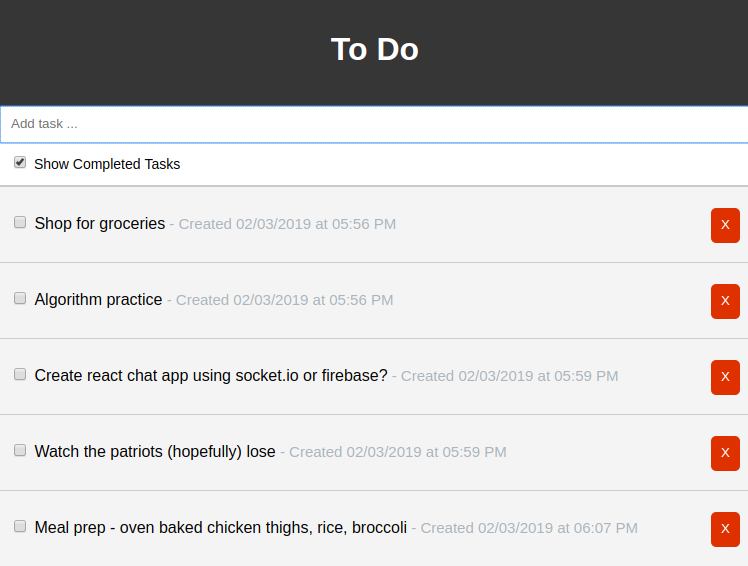 To Do
Add task ...
Show Completed Tasks
Shop for groceries - Created 02/03/2019 at 05:56 PM X
Algorithm practice - Created 02/03/2019 at 05:56 PM X
Create react chat app using socket.io or firebase? - Created 02/03/2019 at 05:59 PM X
Watch the patriots (hopefully) lose - Created 02/03/2019 at 05:59 PM X
Meal prep - oven baked chicken thighs, rice, broccoli - Created 02/03/2019 at 06:07 PM X